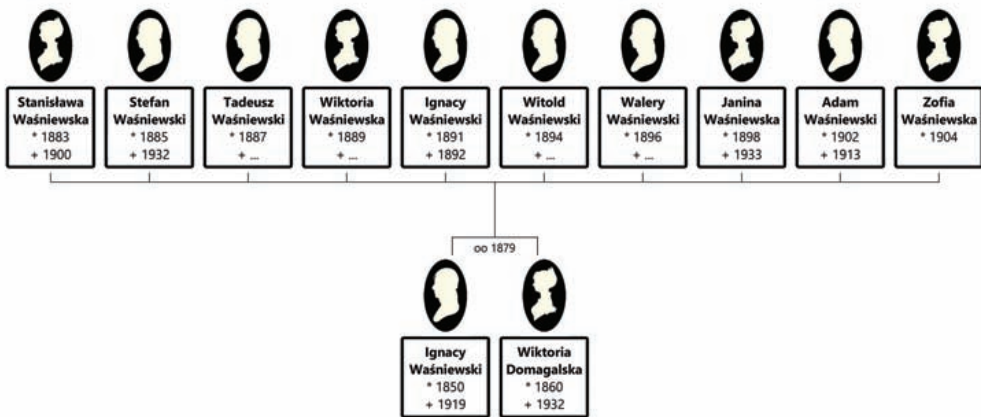 Stanisława
Waśniewska
* 1883
+ 1900
Stefan
Waśniewski
* 1885
+ 1932
Tadeusz
Waśniewski
* 1887
+ ...
Wiktoria
Waśniewska
* 1889
+ ...
Ignacy
Waśniewski
* 1891
+ 1892
Witold
Waśniewski
* 1894
+ ...
Walery
Waśniewski
* 1896
+ ...
Janina
Waśniewska
* 1898
+ 1933
Adam
Waśniewski
* 1902
+ 1913
Zofia
Waśniewska
* 1904
oo 1879
Ignacy
Waśniewski
* 1850
+ 1919
Wiktoria
Domagalska
* 1860
+ 1932